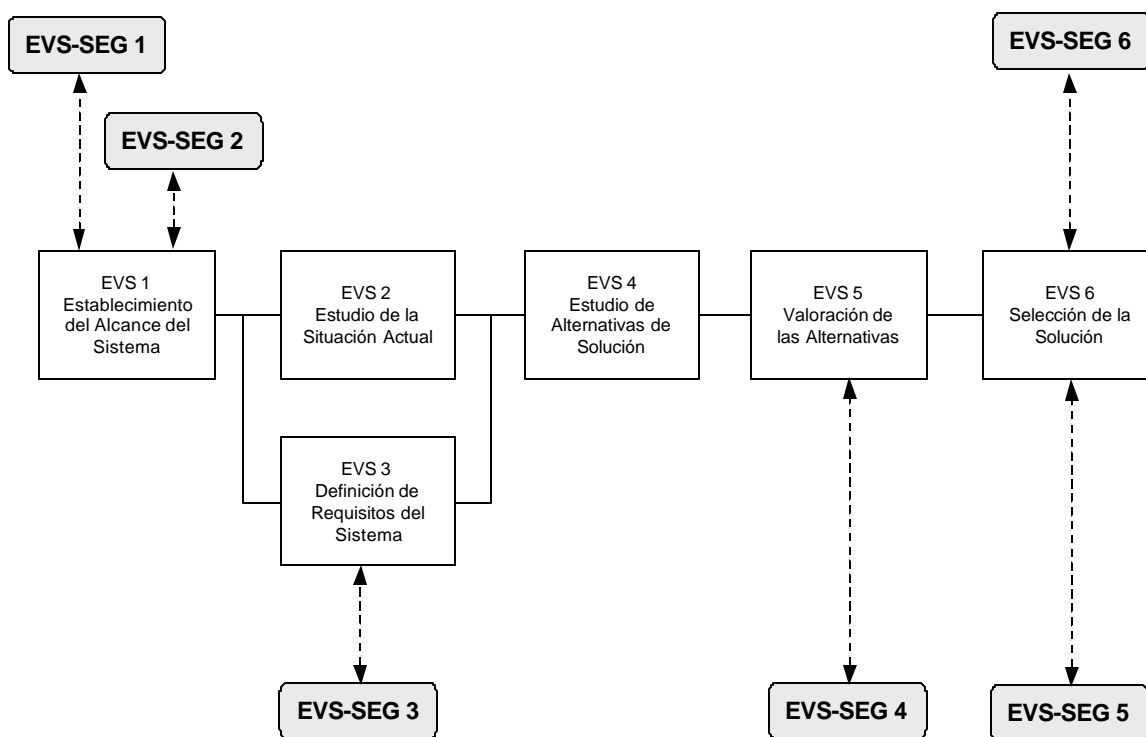 EVS-SEG 1
EVS-SEG 6
EVS-SEG 2
EVS 1
Establecimiento
del Alcance del
Sistema
EVS 2
Estudio de la
Situación Actual
EVS 4
Estudio de
Alternativas de
Solución
EVS 5
Valoración de
las Alternativas
EVS 6
Selección de la
Solución
EVS 3
Definición de
Requisitos del
Sistema
EVS-SEG 3
EVS-SEG 4
EVS-SEG 5